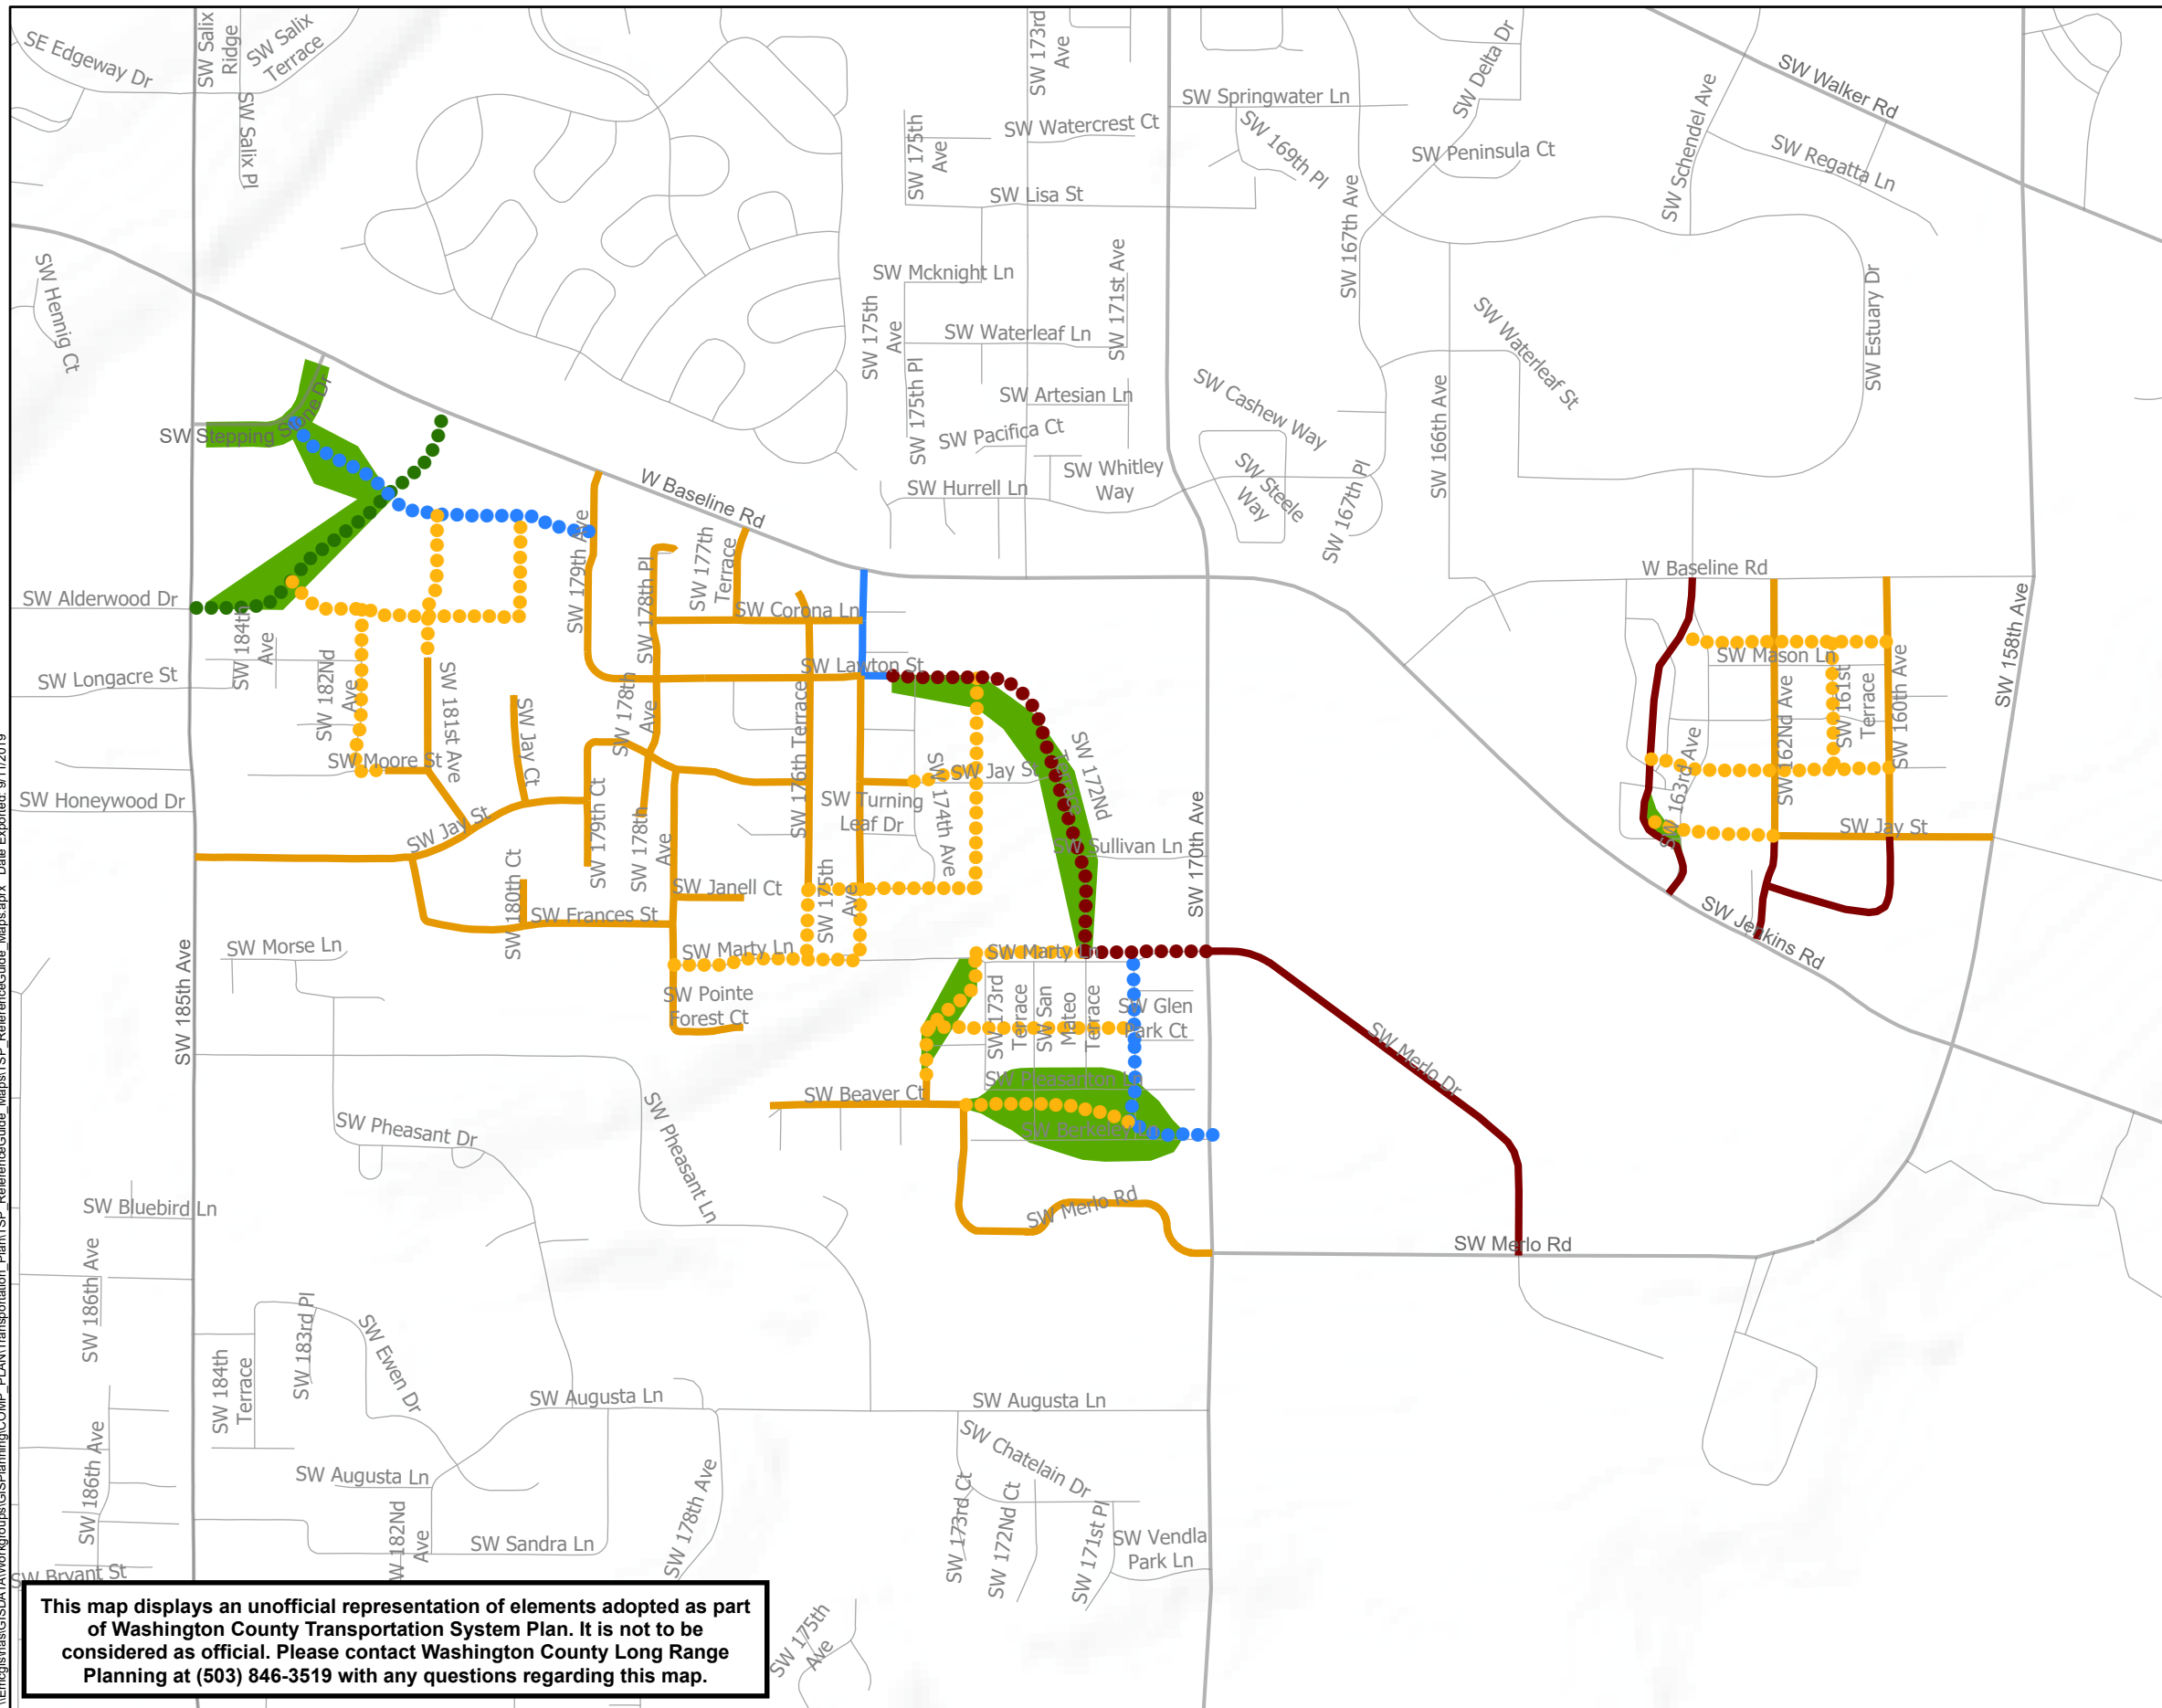 SE Edgeway Dr
SW Salix
Ridge
SW Salix
Terrace
SW Salix Pl
SW 173rd
Ave
SW Springwater Ln
SW Delta Dr
SW Walker Rd
SW 175th
Ave
SW Watercrest Ct
SW 169th Pl
SW Peninsula Ct
SW Schendel Ave
SW Regatta Ln
SW Lisa St
SW 167th Ave
SW Hennig Ct
SW Mcknight Ln
SW 171st Ave
SW Estuary Dr
SW 175th
Ave
SW Waterleaf Ln
SW Waterleaf St
SW 175th Pl
SW Artesian Ln
SW Cashew Way
SW 166th Ave
SW Stepping Stone Dr
SW Pacifica Ct
SW Whitley
Way
SW Steele
Way
SW 167th Pl
W Baseline Rd
SW Hurrell Ln
SW 179th Ave
SW 178th Pl
SW 177th
Terrace
W Baseline Rd
SW 158th Ave
SW Alderwood Dr
SW 184th
Ave
SW Corona Ln
SW Longacre St
SW 182Nd
Ave
SW 181st Ave
SW Jay Ct
SW 178th
Ave
SW Lawton St
SW 176th Terrace
SW Mason Ln
SW 162Nd Ave
SW 161st
Terrace
SW 160th Ave
SW Moore St
SW Jay St
SW 174th Ave
SW 172Nd
Terrace
SW 163rd Ave
SW Honeywood Dr
SW Jay St
SW 179th Ct
SW 178th
Ave
SW Turning
Leaf Dr
SW Sullivan Ln
SW 170th Ave
SW Jay St
SW 180th Ct
SW Janell Ct
SW 175th
Ave
SW Frances St
SW Jenkins Rd
SW 185th Ave
SW Morse Ln
SW Marty Ln
SW Marty Ln
SW Pointe
Forest Ct
SW 173rd
Terrace
SW San
Mateo
Terrace
SW Glen
Park Ct
SW Merlo Dr
SW Pleasanton Ln
SW Beaver Ct
SW Pheasant Dr
SW Pheasant Ln
SW Berkeley Ln
SW Bluebird Ln
SW Merlo Rd
SW Merlo Rd
SW 186th Ave
SW 184th
Terrace
SW 183rd Pl
SW Ewen Dr
SW Augusta Ln
SW Augusta Ln
SW 186th Ave
SW Augusta Ln
SW Chatelain Dr
SW 182Nd
Ave
SW Sandra Ln
SW 178th Ave
SW 173rd Ct
SW 172Nd Ct
SW 171st Pl
SW Vendla
Park Ln
SW Bryant St
SW 175th
Ave
This map displays an unofficial representation of elements adopted as part
of Washington County Transportation System Plan. It is not to be
considered as official. Please contact Washington County Long Range
Planning at (503) 846-3519 with any questions regarding this map.